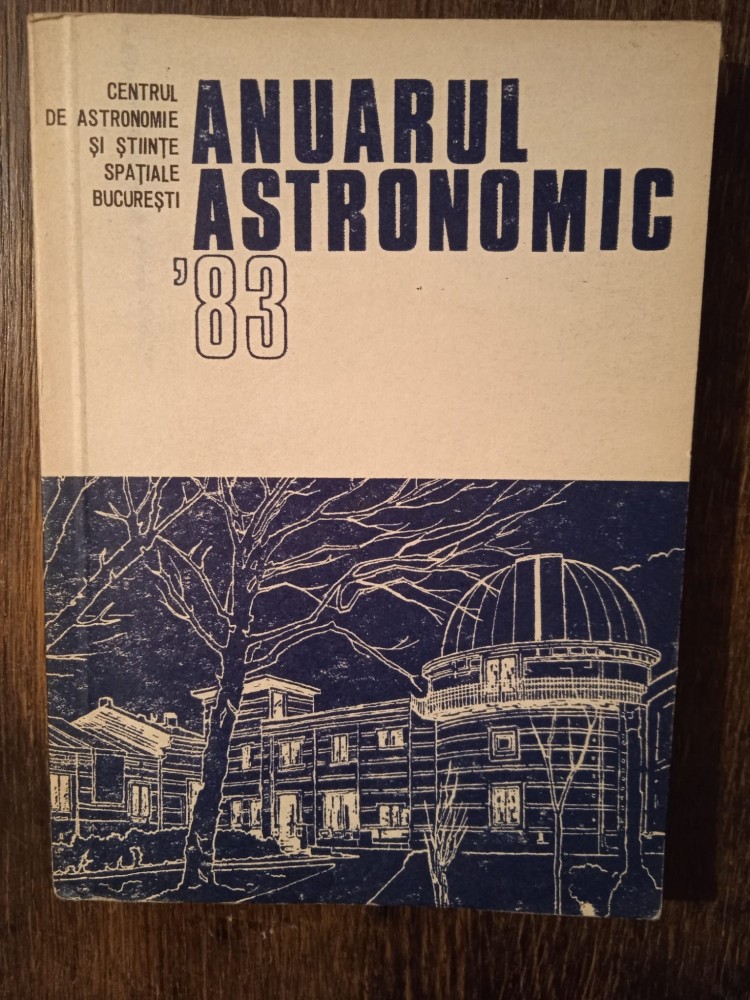 CENTRUL
DE ASTRONOMIE
ȘI ȘTIINȚE
SPAȚIALE
BUCUREȘTI
ANUARUL
ASTRONOMIC
'83